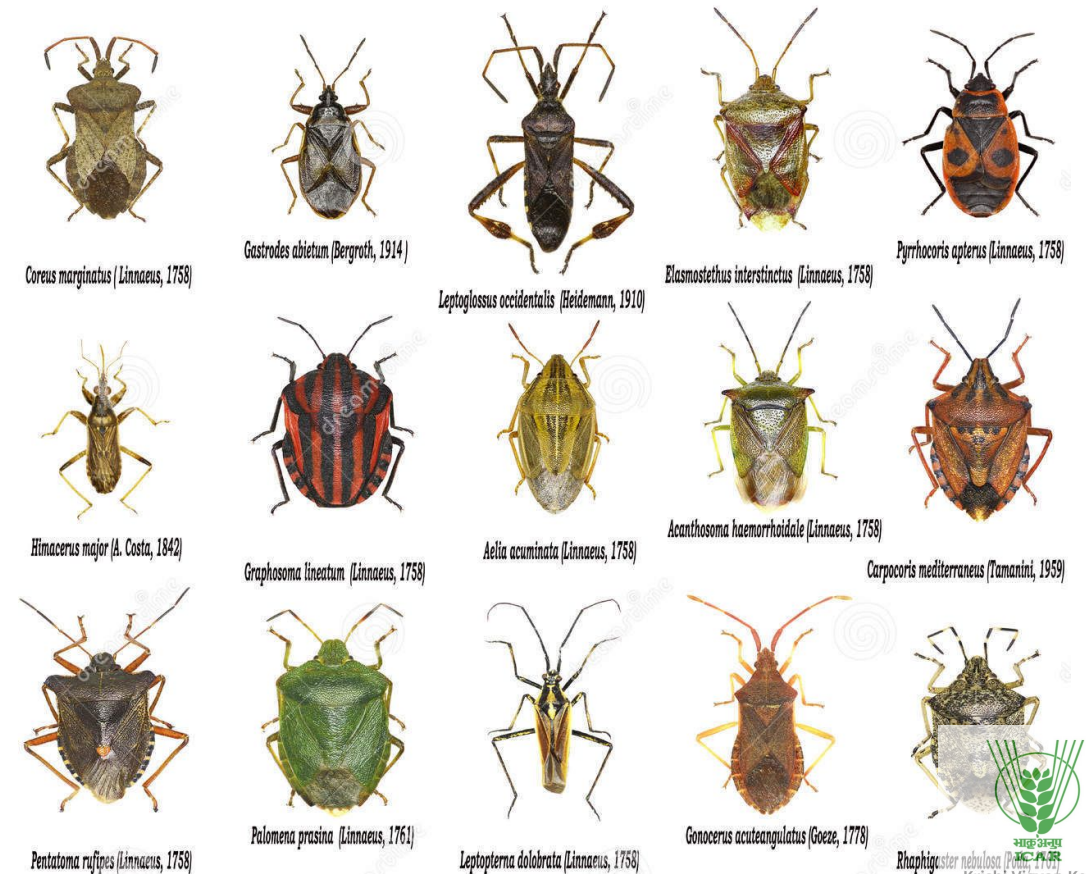 Coreus marginatus ( Linnaeus, 1758)
Gastrodes abietum (Bergroth, 1914 )
Leptoglossus occidentalis (Heidemann, 1910)
Elasmostethus interstinctus (Linnaeus, 1758)
Pyrrhocoris apterus (Linnaeus, 1758)
Himacerus major (A. Costa, 1842)
Graphosoma lineatum (Linnaeus, 1758)
dreamstime
Aelia acuminata (Linnaeus, 1758)
Acanthosoma haemorrhoidale (Linnaeus, 1758)
Carpocoris mediterraneus (Tamanini, 1959)
Pentatoma rufipes (Linnaeus, 1758)
Palomena prasina (Linnaeus, 1761)
Leptopterna dolobrata (Linnaeus, 1758)
Gonocerus acuteangulatus (Goeze, 1778)
Rhaphigaster nebulosa (Poda, 1761)
भाकृअनुप
ICAR